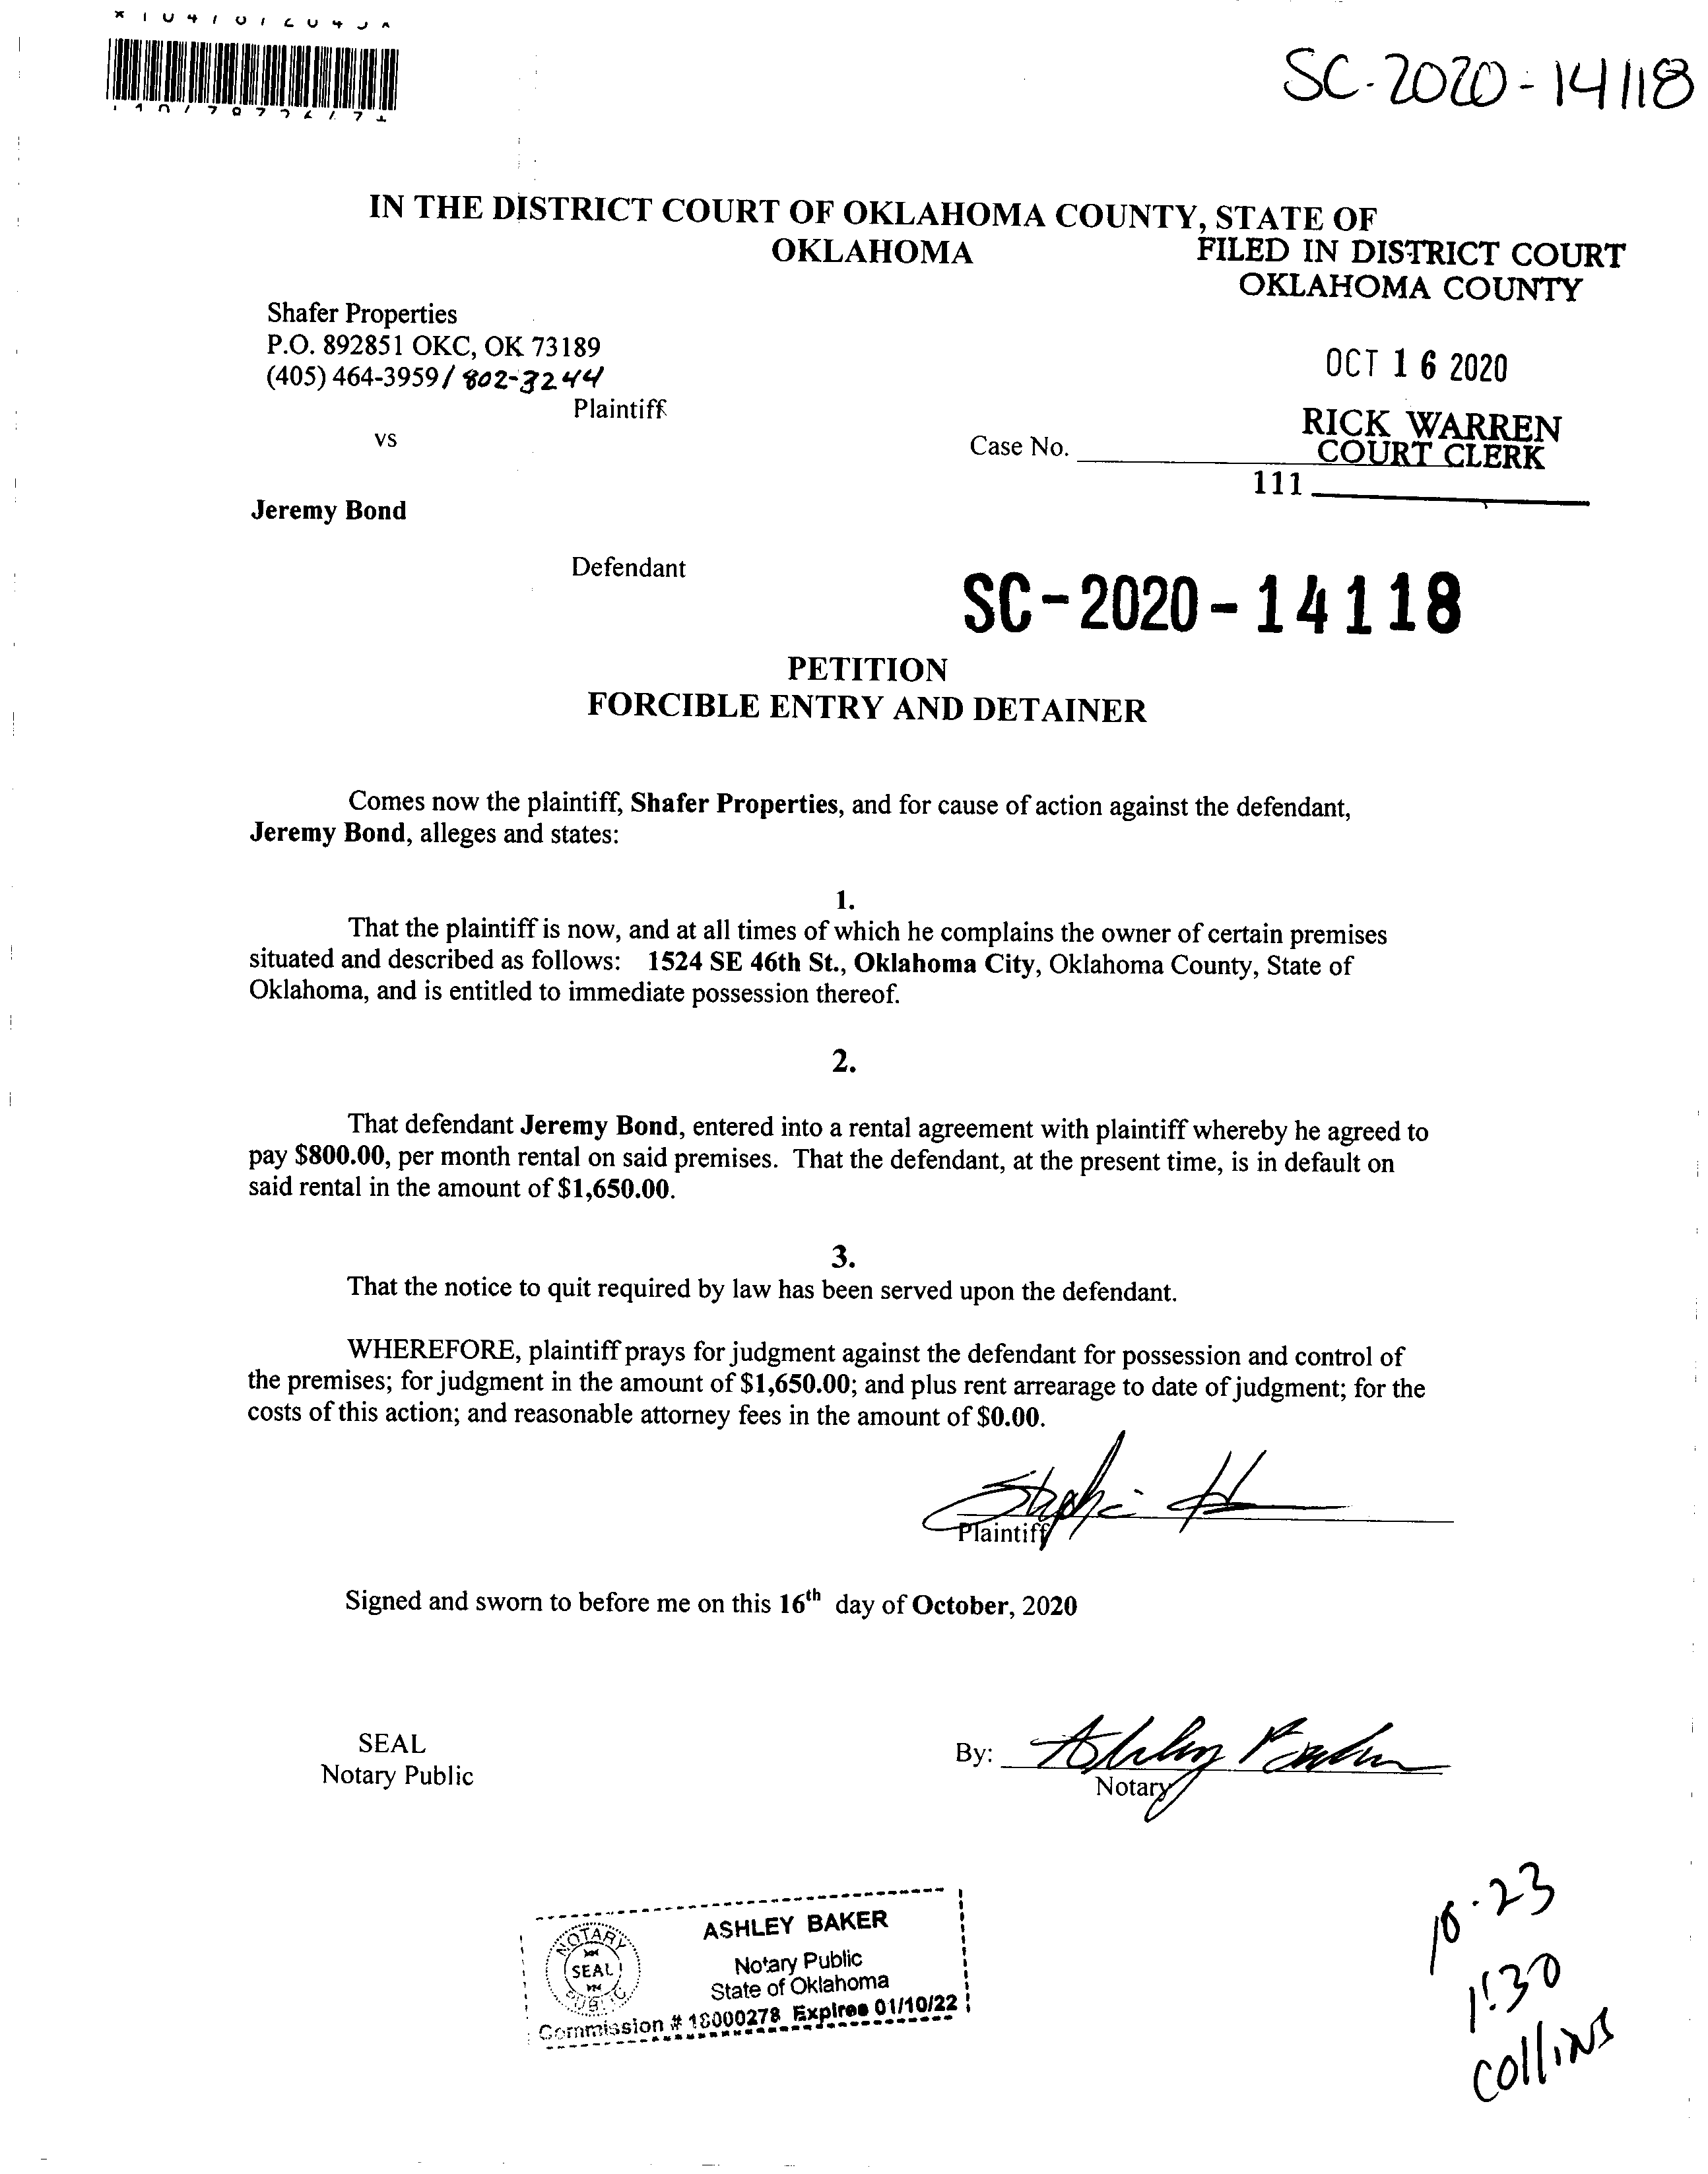 SC-2020-14118
IN THE DISTRICT COURT OF OKLAHOMA COUNTY, STATE OF
OKLAHOMA
FILED IN DISTRICT COURT
OKLAHOMA COUNTY
Shafer Properties
P.O. 892851 OKC, OK 73189
(405) 464-3959/ 802-3244
Plaintiff
OCT 16 2020
RICK WARREN
COURT CLERK
vs
Case No.
111
Jeremy Bond
Defendant
SC-2020-14118
PETITION
FORCIBLE ENTRY AND DETAINER
Comes now the plaintiff, Shafer Properties, and for cause of action against the defendant,
Jeremy Bond, alleges and states:
1.
That the plaintiff is now, and at all times of which he complains the owner of certain premises
situated and described as follows: 1524 SE 46th St., Oklahoma City, Oklahoma County, State of
Oklahoma, and is entitled to immediate possession thereof.
2.
That defendant Jeremy Bond, entered into a rental agreement with plaintiff whereby he agreed to
pay $800.00, per month rental on said premises. That the defendant, at the present time, is in default on
said rental in the amount of $1,650.00.
3.
That the notice to quit required by law has been served upon the defendant.
WHEREFORE, plaintiff prays for judgment against the defendant for possession and control of
the premises; for judgment in the amount of $1,650.00; and plus rent arrearage to date of judgment; for the
costs of this action; and reasonable attorney fees in the amount of $0.00.
Plaintiff
Signed and sworn to before me on this 16th day of October, 2020
SEAL
Notary Public
By: Ashley Baker
Notary
NOTARY
SEAL
PUBLIC
ASHLEY BAKER
Notary Public
State of Oklahoma
Commission # 18000278 Expires 01/10/22
10-23
1:30
Collins